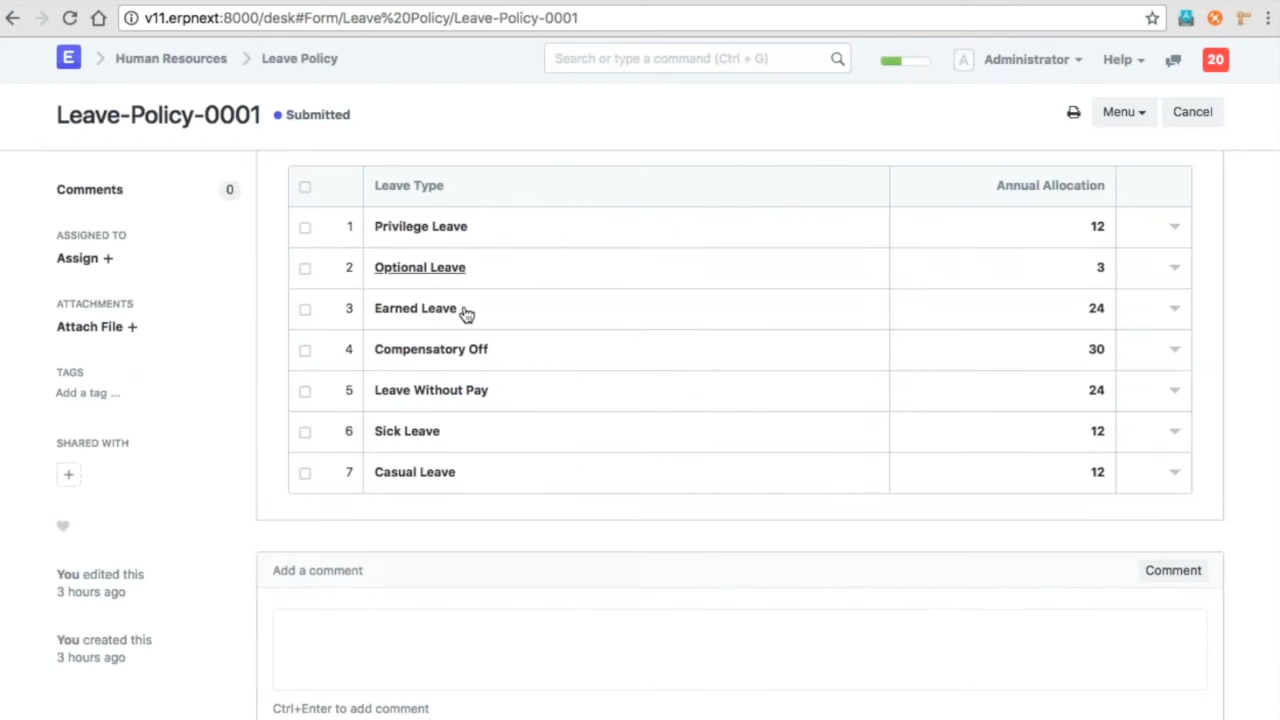 v11.erpnext:8000/desk#Form/Leave%20Policy/Leave-Policy-0001
E Human Resources Leave Policy Search or type a command (Ctrl + G) A Administrator Help 20
Leave-Policy-0001 Submitted Menu Cancel
Comments 0
ASSIGNED TO
Assign +
ATTACHMENTS
Attach File +
TAGS
Add a tag ...
SHARED WITH
+
You edited this
3 hours ago
You created this
3 hours ago
Leave Type Annual Allocation
1 Privilege Leave 12
2 Optional Leave 3
3 Earned Leave 24
4 Compensatory Off 30
5 Leave Without Pay 24
6 Sick Leave 12
7 Casual Leave 12
Add a comment Comment
Ctrl+Enter to add comment